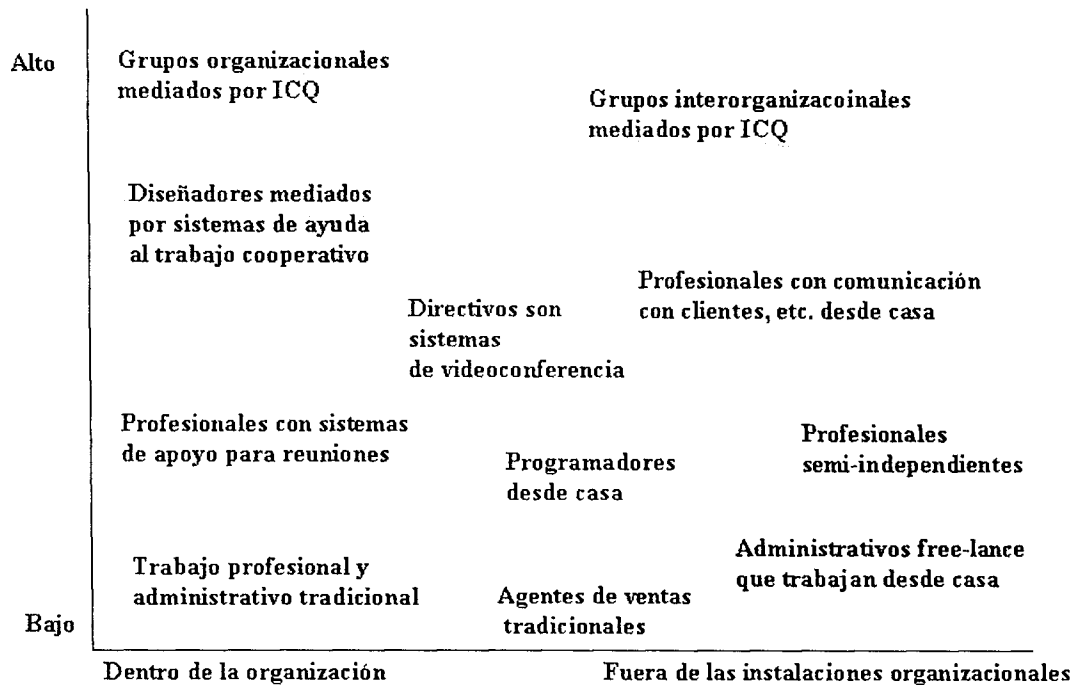 Alto
Grupos organizacionales
mediados por ICQ
Grupos interorganizacoinales
mediados por ICQ
Diseñadores mediados
por sistemas de ayuda
al trabajo cooperativo
Profesionales con comunicación
con clientes, etc. desde casa
Directivos son
sistemas
de videoconferencia
Profesionales con sistemas
de apoyo para reuniones
Programadores
desde casa
Profesionales
semi-independientes
Trabajo profesional y
administrativo tradicional
Agentes de ventas
tradicionales
Administrativos free-lance
que trabajan desde casa
Bajo
Dentro de la organización
Fuera de las instalaciones organizacionales